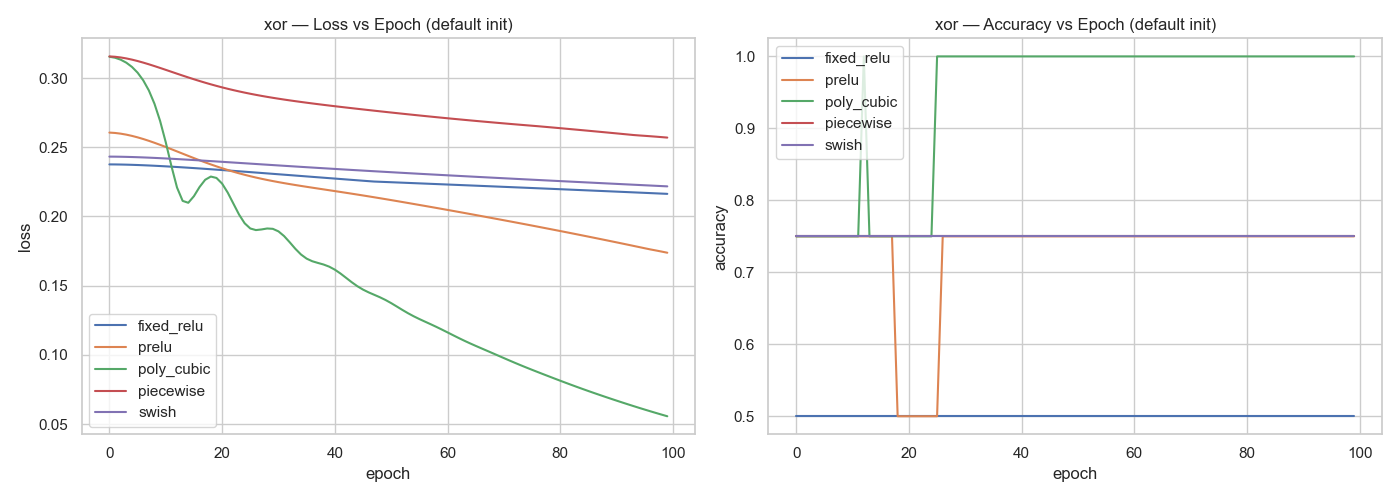 xor — Loss vs Epoch (default init)
loss
0.30
0.25
0.20
0.15
0.10
0.05
fixed_relu
prelu
poly_cubic
piecewise
swish
0
20
40
60
80
100
epoch
xor — Accuracy vs Epoch (default init)
accuracy
1.0
0.9
0.8
0.7
0.6
0.5
fixed_relu
prelu
poly_cubic
piecewise
swish
0
20
40
60
80
100
epoch